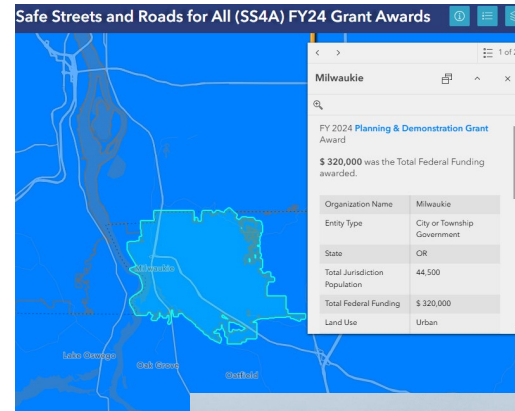 Safe Streets and Roads for All (SS4A) FY24 Grant Awards
1 of
Milwaukie
FY 2024 Planning & Demonstration Grant
Award
$ 320,000 was the Total Federal Funding
awarded.
Organization Name Milwaukie
Entity Type City or Township
Government
State OR
Total Jurisdiction 44,500
Population
Total Federal Funding $ 320,000
Land Use Urban
Milwaukie
Lake Oswego
Oak Grove
Oatfield